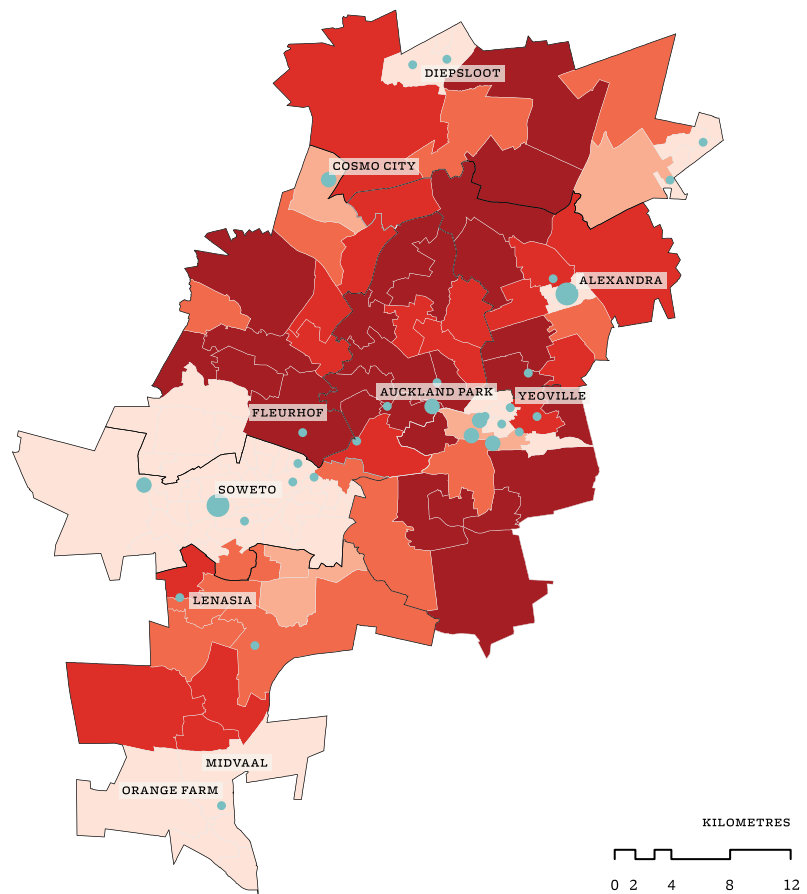 DIEPSLOOT
COSMO CITY
ALEXANDRA
AUCKLAND PARK
YEOVILLE
FLEURHOF
SOWETO
LENASIA
MIDVAAL
ORANGE FARM
KILOMETRES
0 2 4 8 12